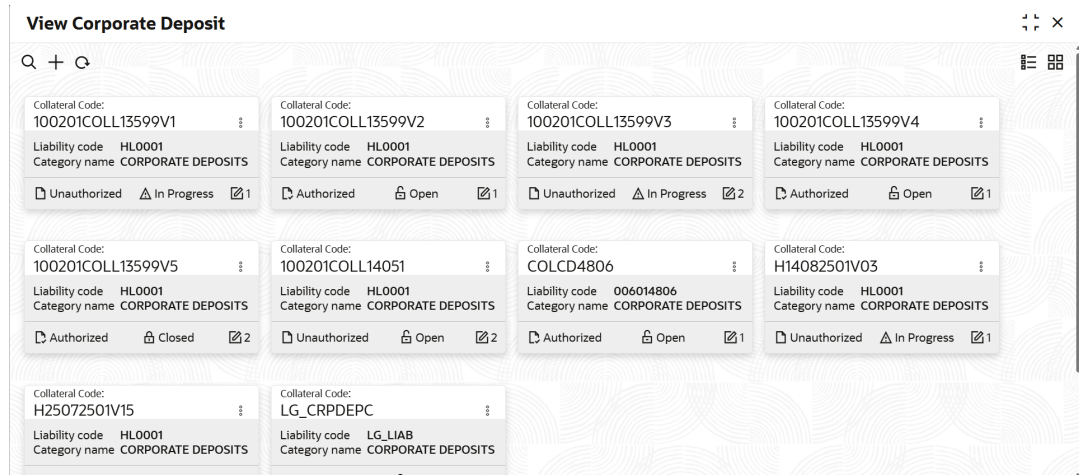 View Corporate Deposit
Collateral Code:
100201COLL13599V1
Liability code HL0001
Category name CORPORATE DEPOSITS
Unauthorized In Progress 1
Collateral Code:
100201COLL13599V2
Liability code HL0001
Category name CORPORATE DEPOSITS
Authorized Open 1
Collateral Code:
100201COLL13599V3
Liability code HL0001
Category name CORPORATE DEPOSITS
Unauthorized In Progress 2
Collateral Code:
100201COLL13599V4
Liability code HL0001
Category name CORPORATE DEPOSITS
Authorized Open 1
Collateral Code:
100201COLL13599V5
Liability code HL0001
Category name CORPORATE DEPOSITS
Authorized Closed 2
Collateral Code:
100201COLL14051
Liability code HL0001
Category name CORPORATE DEPOSITS
Unauthorized Open 2
Collateral Code:
COLCD4806
Liability code 006014806
Category name CORPORATE DEPOSITS
Authorized Open 1
Collateral Code:
H14082501V03
Liability code HL0001
Category name CORPORATE DEPOSITS
Unauthorized In Progress 1
Collateral Code:
H25072501V15
Liability code HL0001
Category name CORPORATE DEPOSITS
Collateral Code:
LG_CRPDEPC
Liability code LG_LIAB
Category name CORPORATE DEPOSITS